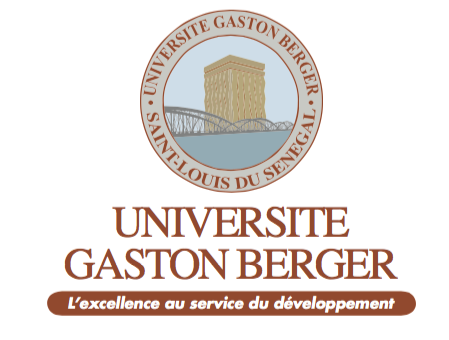 • UNIVERSITE GASTON BERGER •
SAINT-LOUIS DU SENEGAL
UNIVERSITE
GASTON BERGER
L'excellence au service du développement